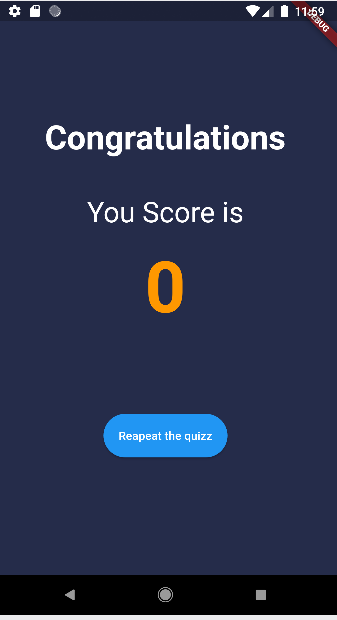 11:59
DEBUG
Congratulations
You Score is
0
Reapeat the quizz